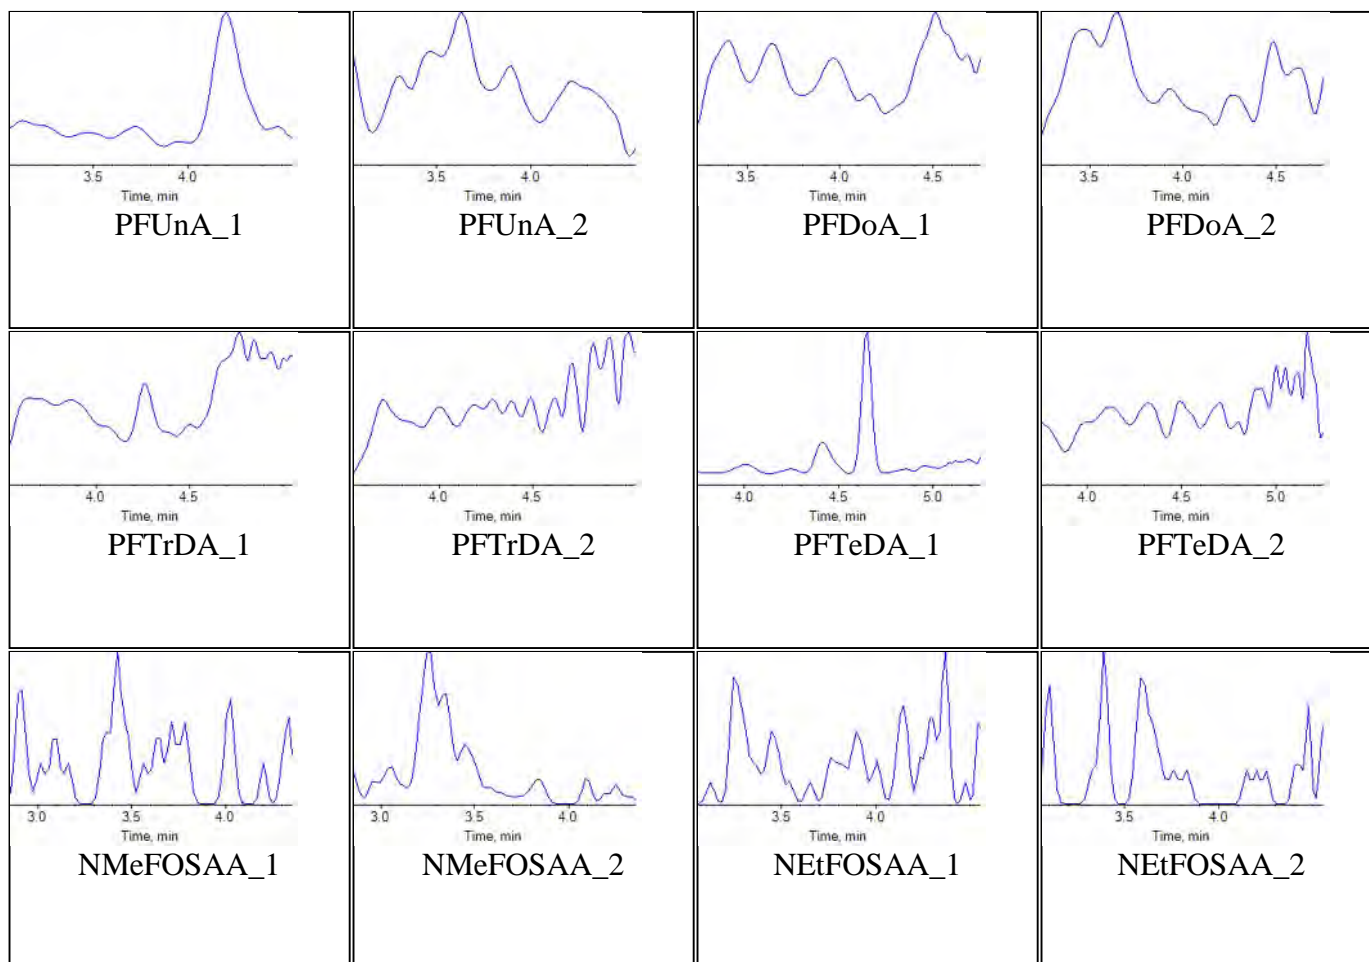 3.5 4.0
Time, min
PFUnA_1
3.5 4.0
Time, min
PFUnA_2
3.5 4.0 4.5
Time, min
PFDoA_1
3.5 4.0 4.5
Time, min
PFDoA_2
4.0 4.5
Time, min
PFTrDA_1
4.0 4.5
Time, min
PFTrDA_2
4.0 4.5 5.0
Time, min
PFTeDA_1
4.0 4.5 5.0
Time, min
PFTeDA_2
3.0 3.5 4.0
Time, min
NMeFOSAA_1
3.0 3.5 4.0
Time, min
NMeFOSAA_2
3.5 4.0
Time, min
NEtFOSAA_1
3.5 4.0
Time, min
NEtFOSAA_2